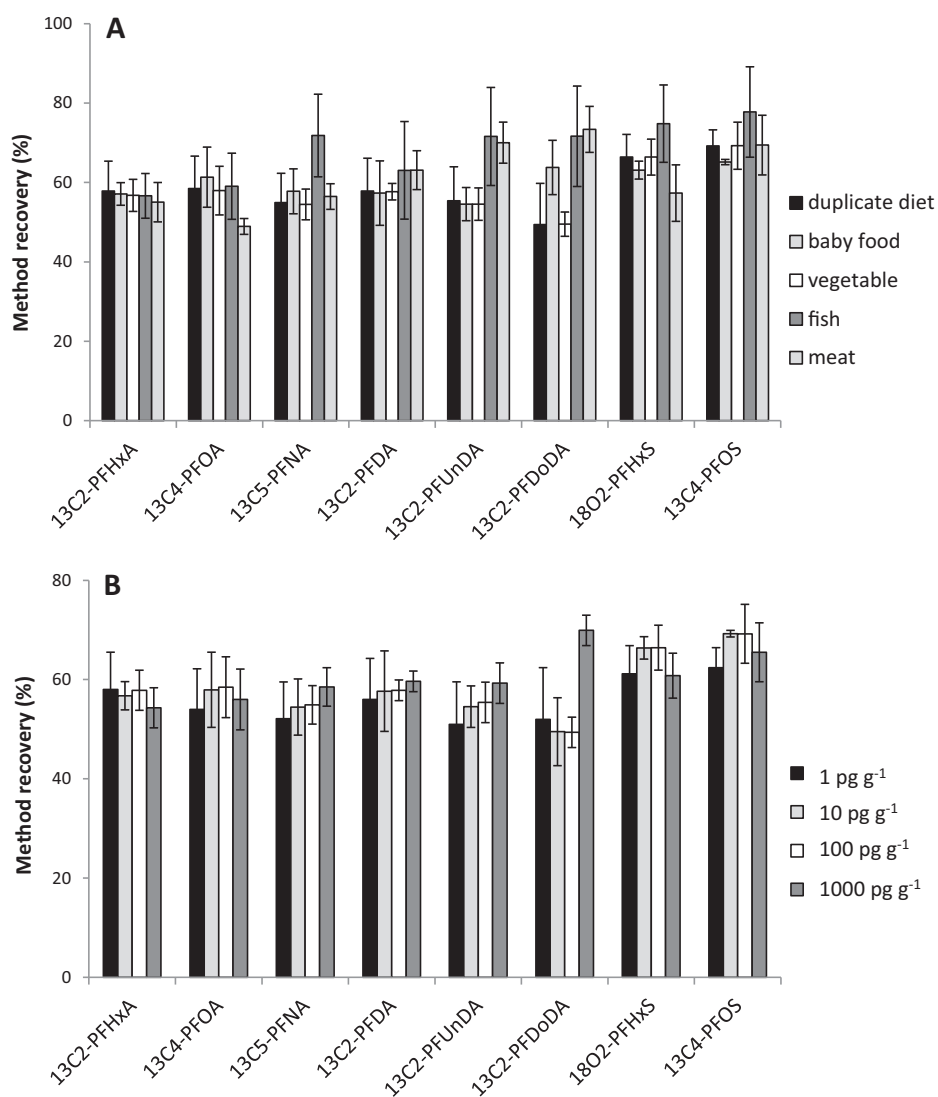 A
Method recovery (%)
100
80
60
40
20
0
13C2-PFHxA
13C4-PFOA
13C5-PFNA
13C2-PFDA
13C2-PFUnDA
13C2-PFDoDA
18O2-PFHxS
13C4-PFOS
duplicate diet
baby food
vegetable
fish
meat
B
Method recovery (%)
80
60
40
20
0
13C2-PFHxA
13C4-PFOA
13C5-PFNA
13C2-PFDA
13C2-PFUnDA
13C2-PFDoDA
18O2-PFHxS
13C4-PFOS
1 pg g⁻¹
10 pg g⁻¹
100 pg g⁻¹
1000 pg g⁻¹